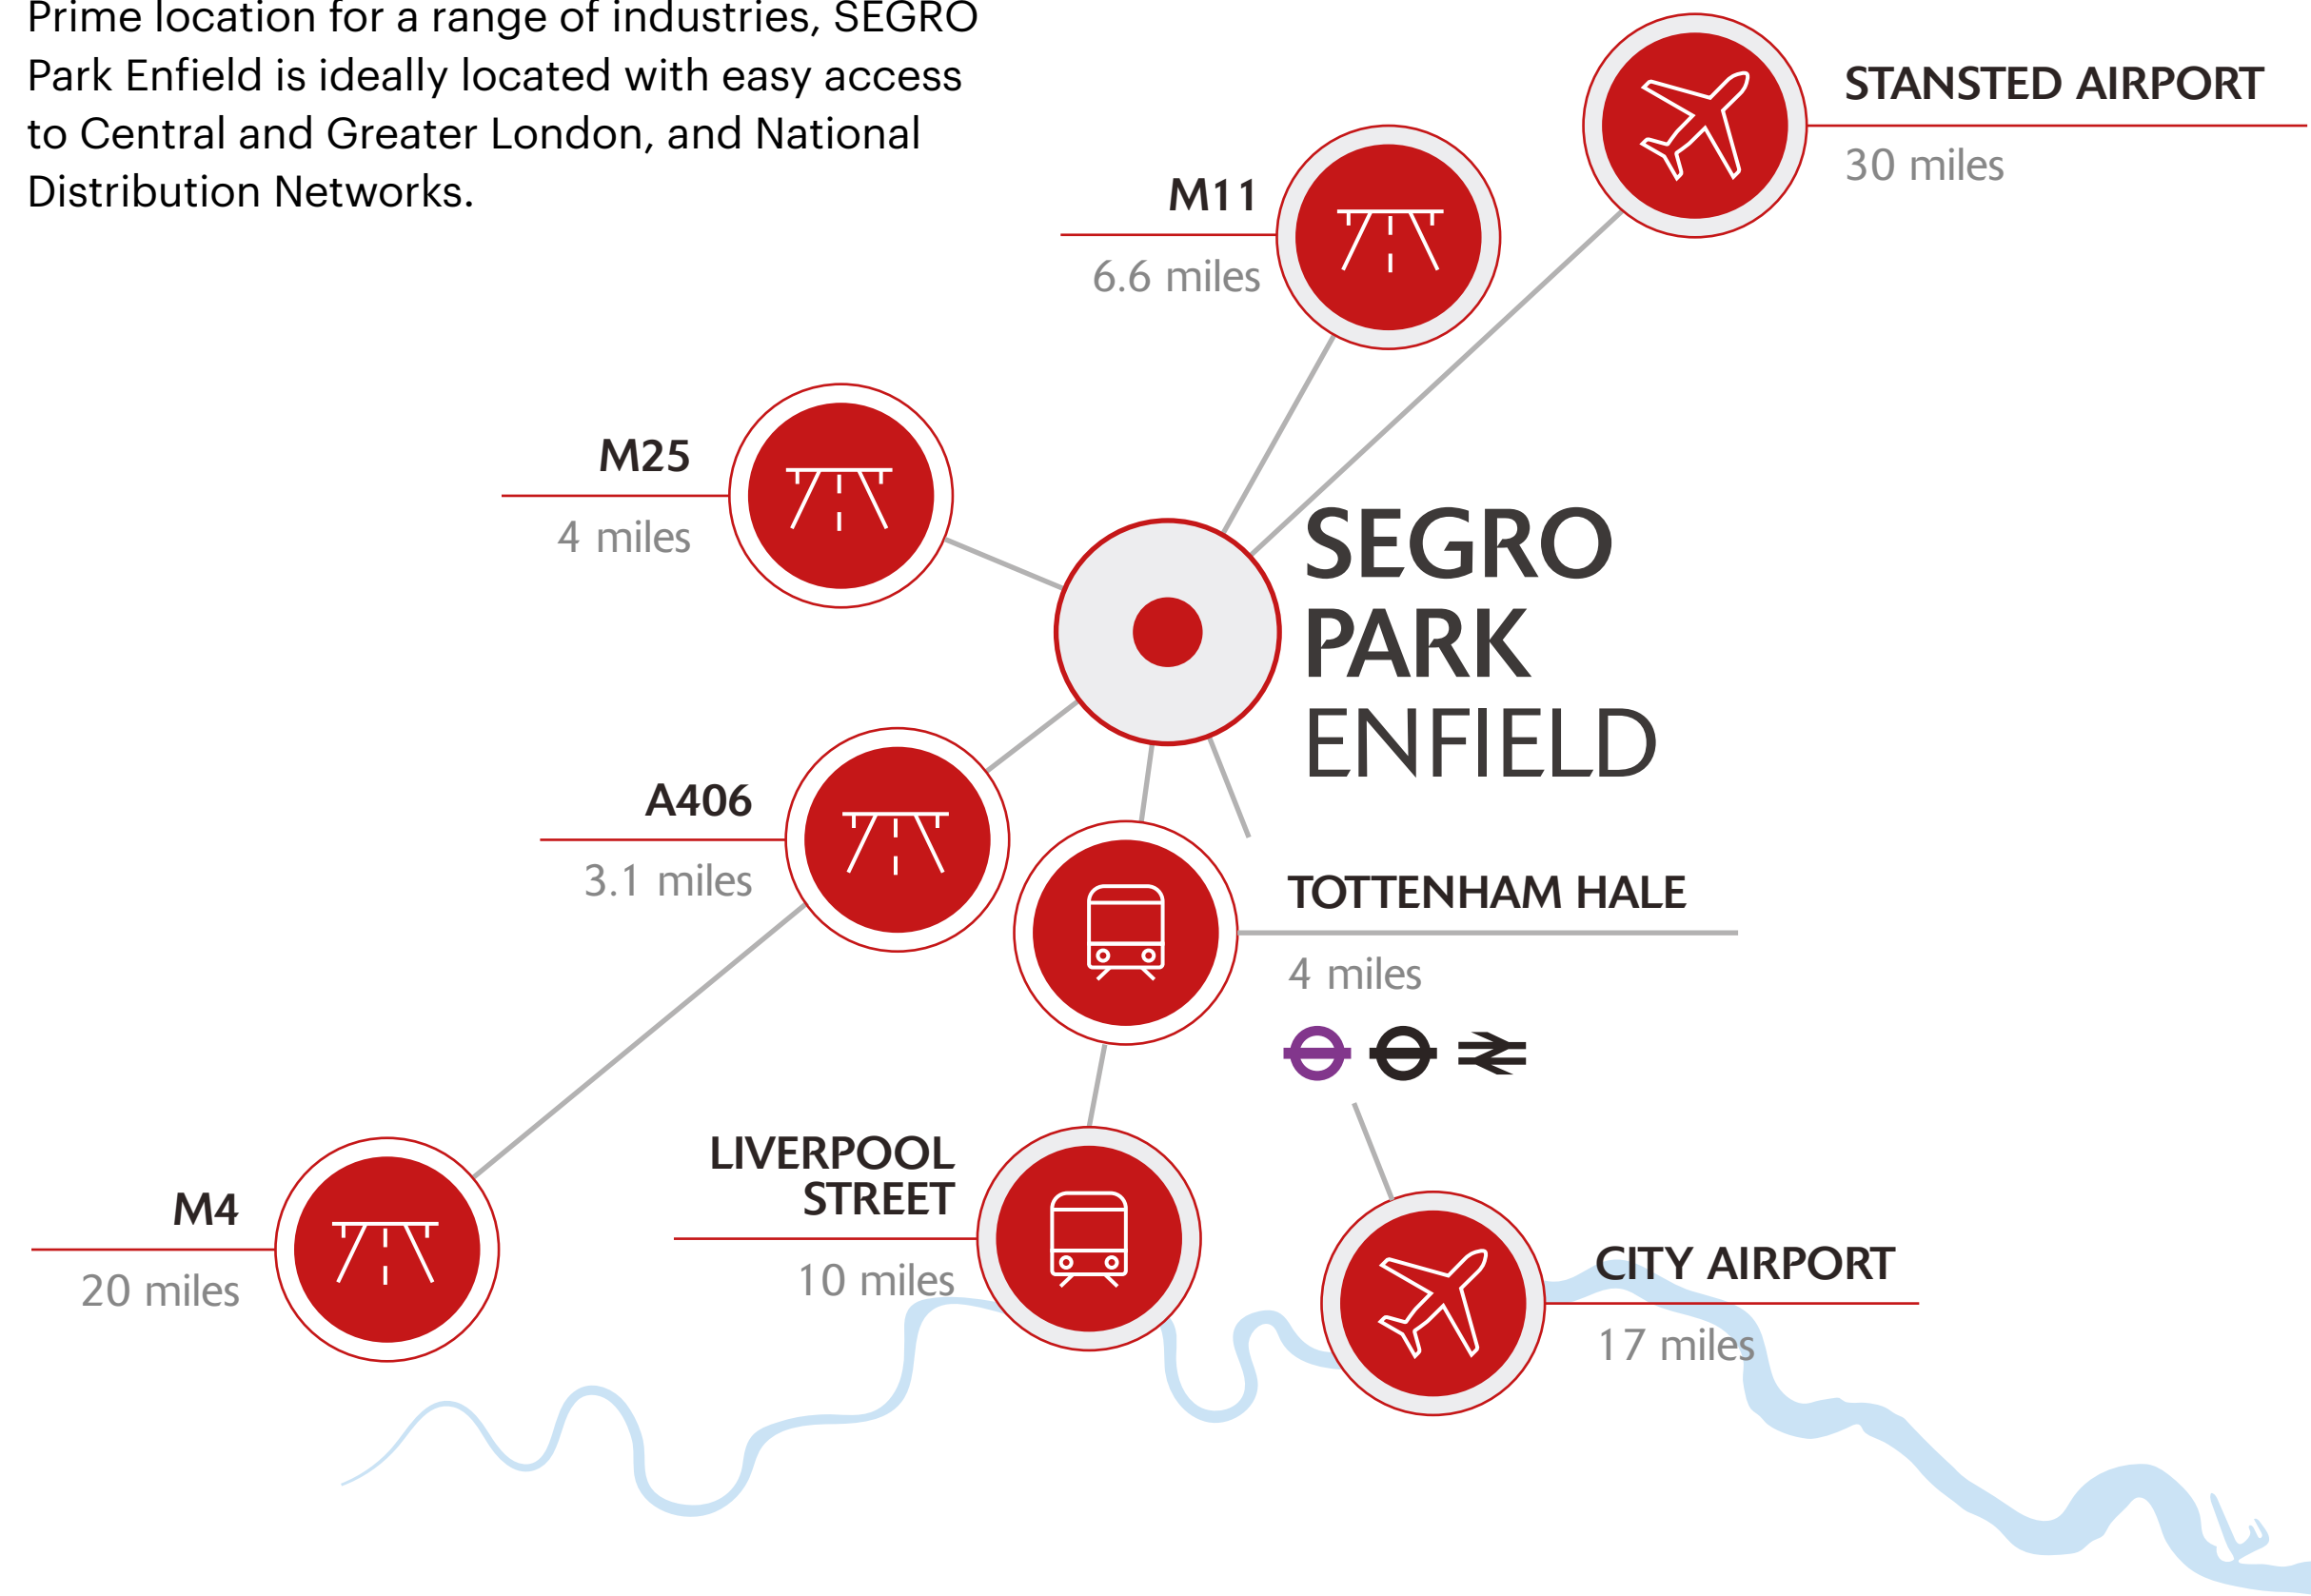 Prime location for a range of industries, SEGRO
Park Enfield is ideally located with easy access
to Central and Greater London, and National
Distribution Networks.
STANSTED AIRPORT
30 miles
M11
6.6 miles
M25
4 miles
SEGRO
PARK
ENFIELD
A406
3.1 miles
TOTTENHAM HALE
4 miles
LIVERPOOL
STREET
10 miles
M4
20 miles
CITY AIRPORT
17 miles